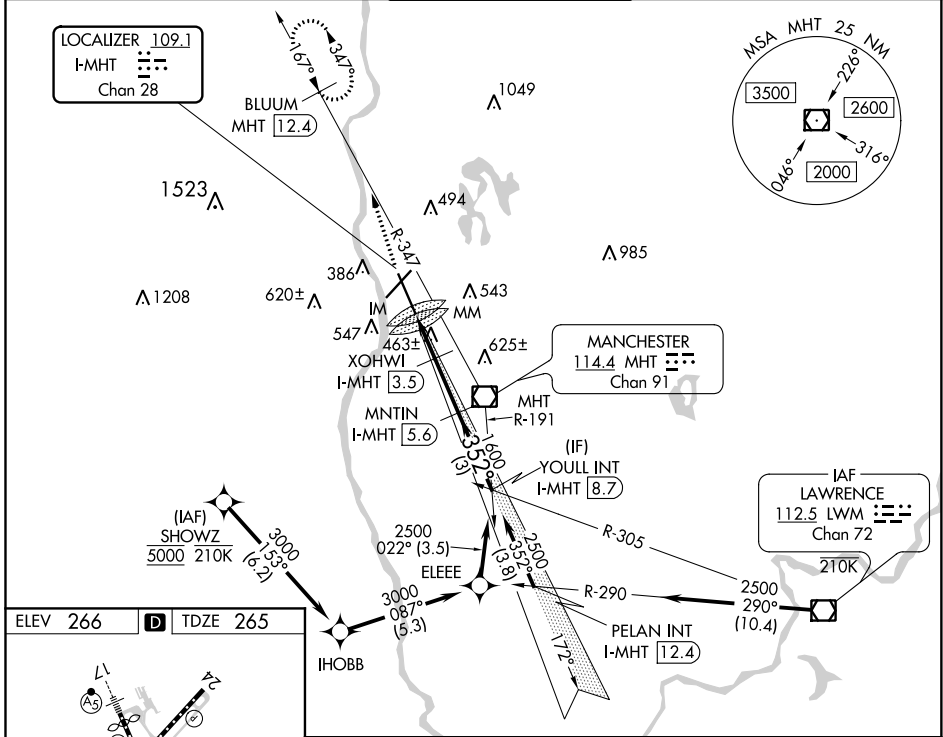 LOCALIZER 109.1
I-MHT
Chan 28
167°
347°
BLUUM
MHT 12.4
1049
MSA MHT 25 NM
3500
226°
2600
316°
046°
2000
1523
494
R-347
985
386
1208
620±
IM
543
MM
547
463±
625±
XOHWI
I-MHT 3.5
MANCHESTER
114.4 MHT
Chan 91
MHT
R-191
MNTIN
I-MHT 5.6
1600
352°
(3)
(IF)
YOULL INT
I-MHT 8.7
IAF
LAWRENCE
112.5 LWM
Chan 72
210K
R-305
(IAF)
SHOWZ
5000 210K
3000
153°
(6.2)
2500
022° (3.5)
ELEEE
2500
352°
(3.8)
R-290
2500
290°
(10.4)
3000
087°
(5.3)
IHOBB
PELAN INT
I-MHT 12.4
172°
ELEV 266 D TDZE 265
17
A5
24
P